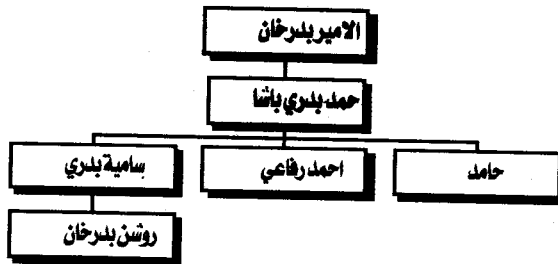 الامير بدرخان
حمد بدري باشا
حامد
احمد رفاعي
سامية بدري
روشن بدرخان